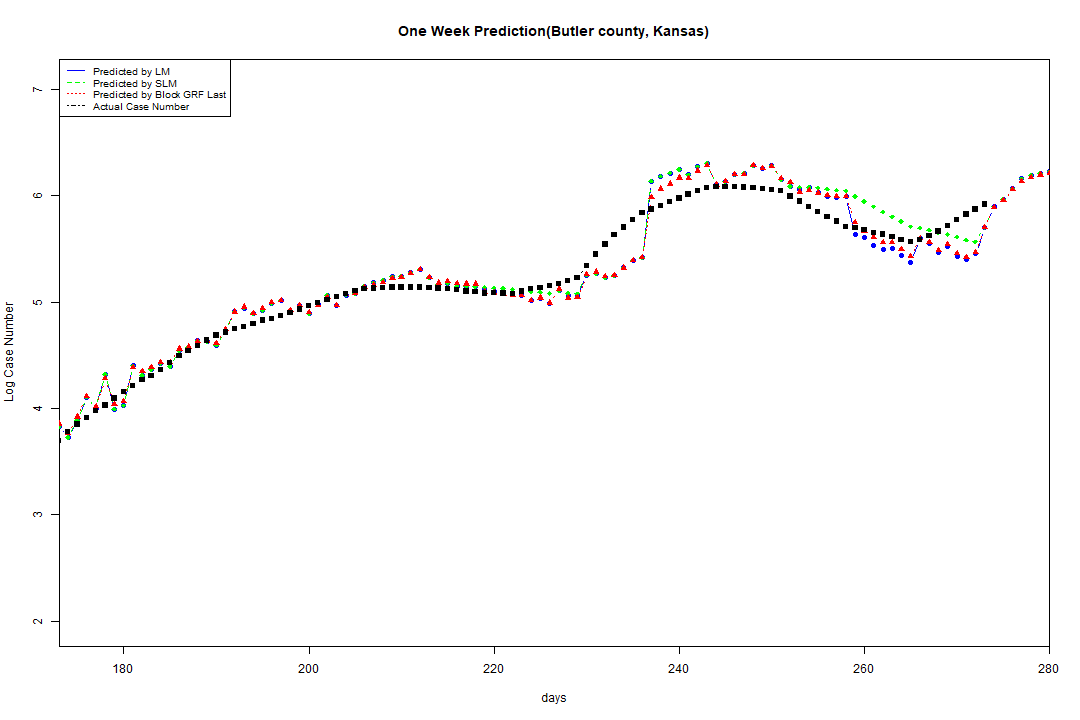 One Week Prediction(Butler county, Kansas)
Predicted by LM
Predicted by SLM
Predicted by Block GRF Last
Actual Case Number
7
6
5
4
3
2
Log Case Number
180 200 220 240 260 280
days